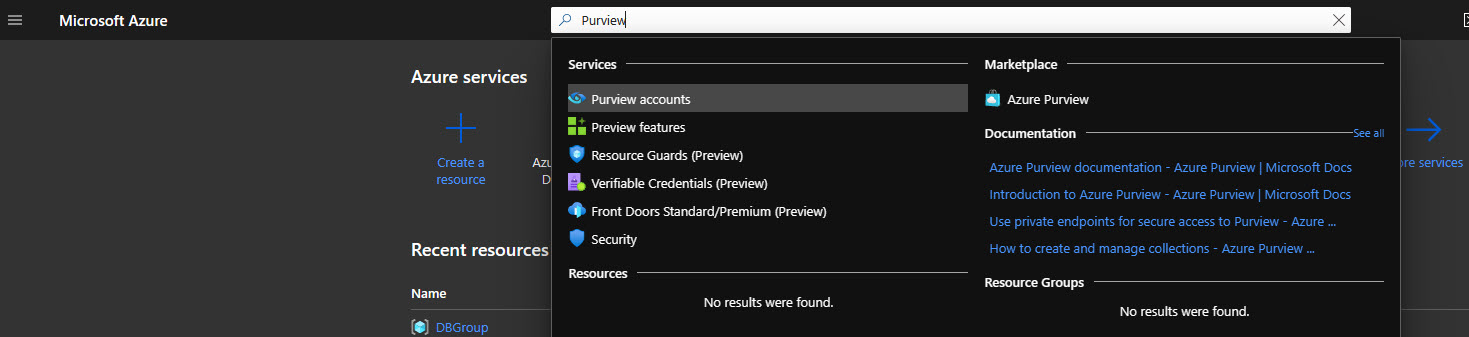 Microsoft Azure
Purview
Azure services
Create a
resource
Azu
D
ore services
Recent resources
Name
DBGroup
Services
Purview accounts
Preview features
Resource Guards (Preview)
Verifiable Credentials (Preview)
Front Doors Standard/Premium (Preview)
Security
Resources
No results were found.
Marketplace
Azure Purview
Documentation
See all
Azure Purview documentation - Azure Purview | Microsoft Docs
Introduction to Azure Purview - Azure Purview | Microsoft Docs
Use private endpoints for secure access to Purview - Azure ...
How to create and manage collections - Azure Purview ...
Resource Groups
No results were found.